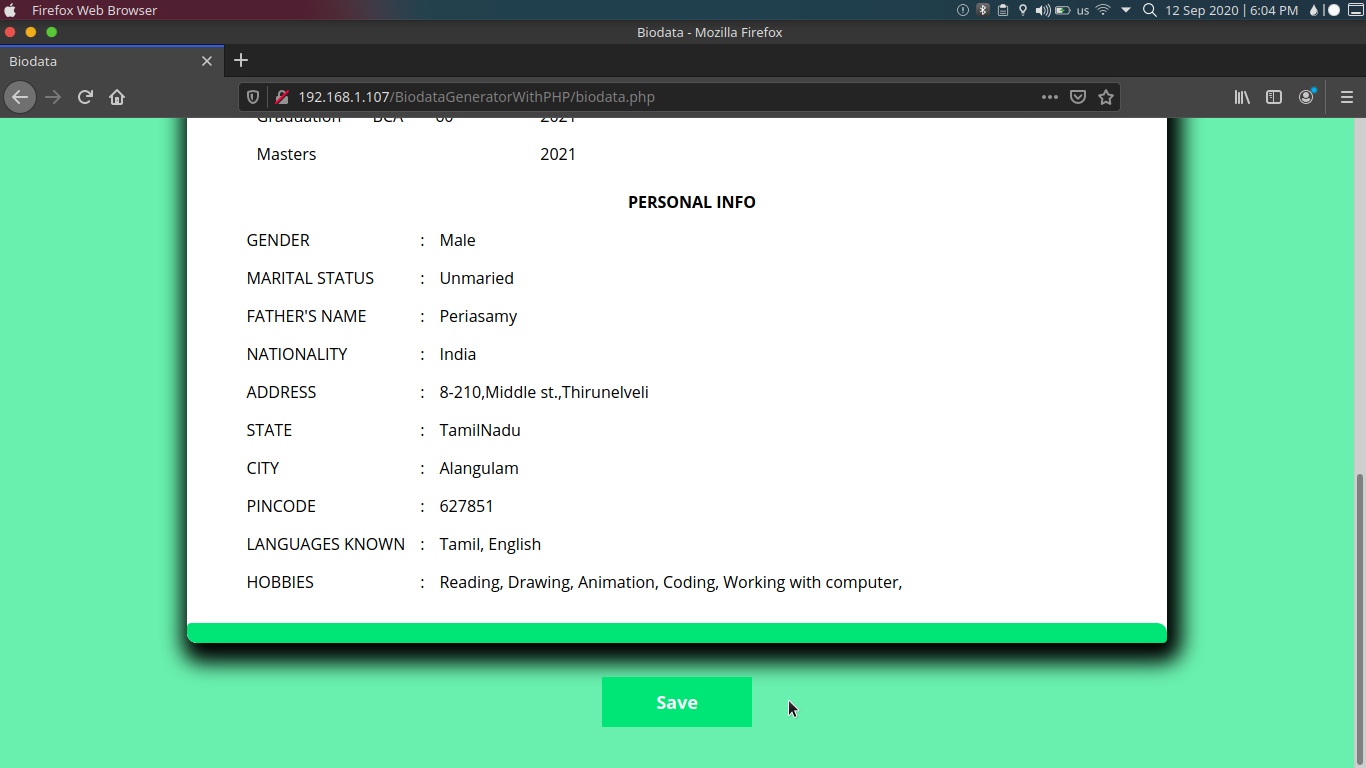 Firefox Web Browser
us
12 Sep 2020 | 6:04 PM
Biodata - Mozilla Firefox
Biodata
192.168.1.107/BiodataGeneratorWithPHP/biodata.php
Graduation BCA 60 2021
Masters 2021
PERSONAL INFO
GENDER : Male
MARITAL STATUS : Unmaried
FATHER'S NAME : Periasamy
NATIONALITY : India
ADDRESS : 8-210,Middle st.,Thirunelveli
STATE : TamilNadu
CITY : Alangulam
PINCODE : 627851
LANGUAGES KNOWN : Tamil, English
HOBBIES : Reading, Drawing, Animation, Coding, Working with computer,
Save